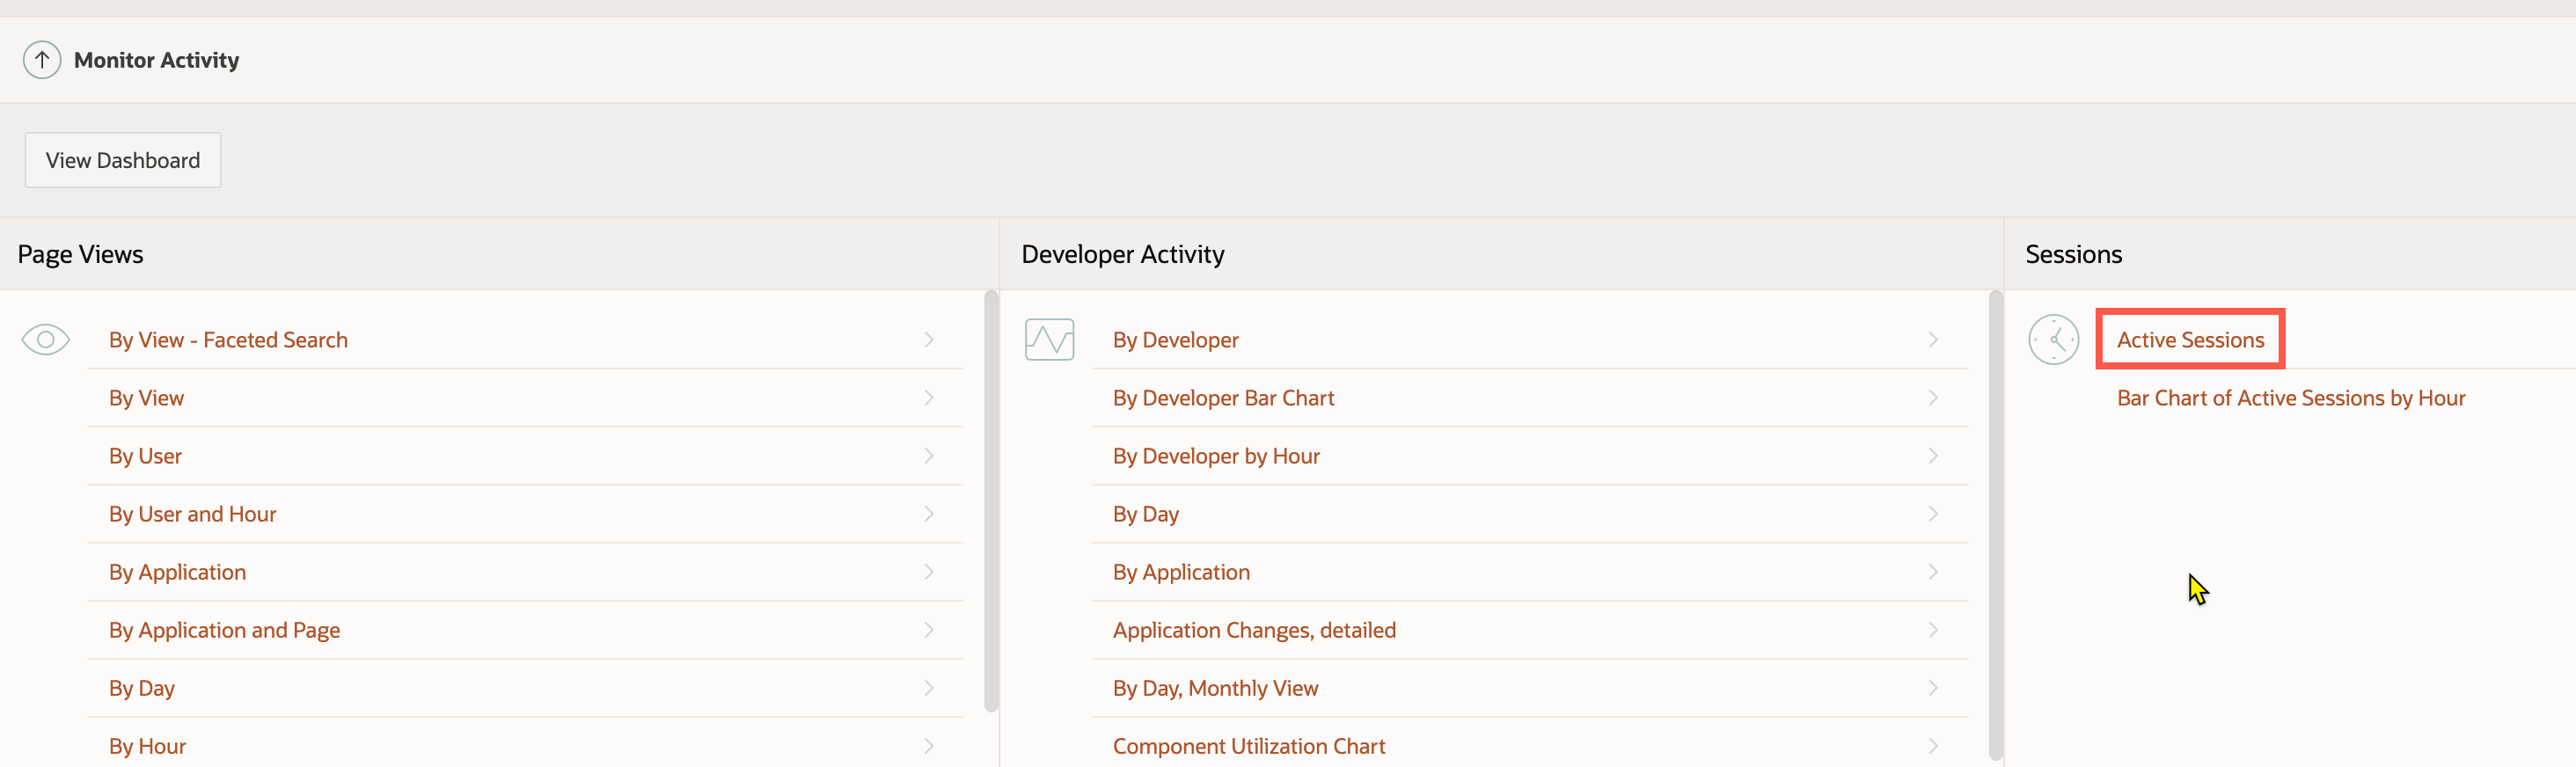 Monitor Activity
View Dashboard
Page Views
By View - Faceted Search
By View
By User
By User and Hour
By Application
By Application and Page
By Day
By Hour
Developer Activity
By Developer
By Developer Bar Chart
By Developer by Hour
By Day
By Application
Application Changes, detailed
By Day, Monthly View
Component Utilization Chart
Sessions
Active Sessions
Bar Chart of Active Sessions by Hour